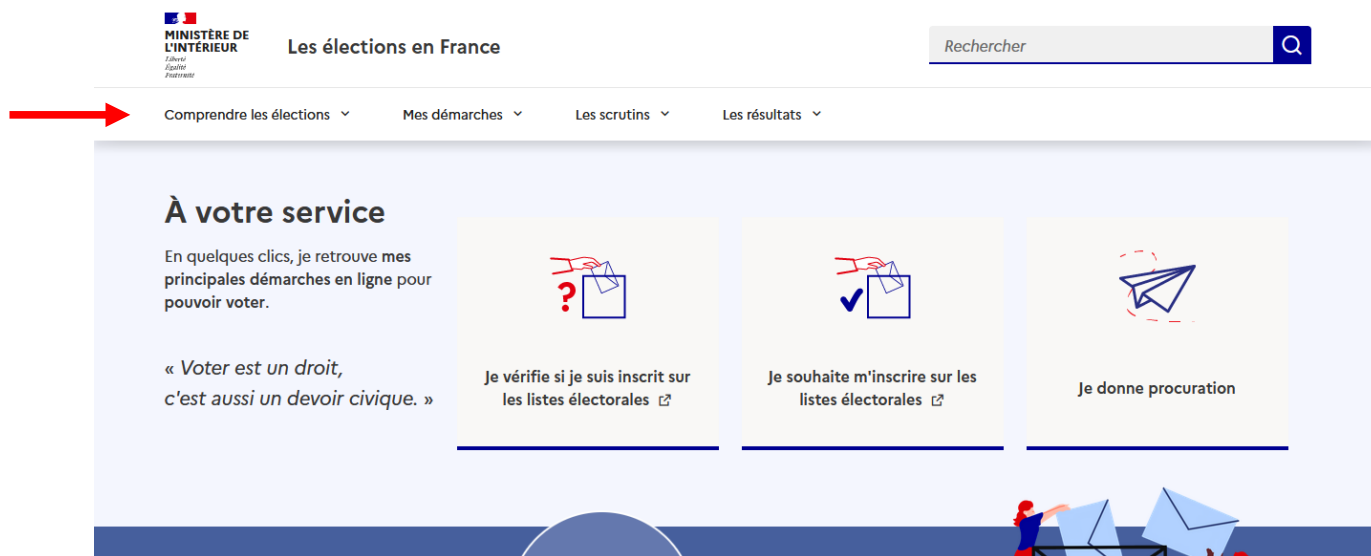 MINISTÈRE DE
L'INTÉRIEUR
Liberté
Égalité
Fraternité
Les élections en France
Rechercher
Comprendre les élections
Mes démarches
Les scrutins
Les résultats
À votre service
En quelques clics, je retrouve mes
principales démarches en ligne pour
pouvoir voter.
« Voter est un droit,
c'est aussi un devoir civique. »
?
Je vérifie si je suis inscrit sur
les listes électorales
Je souhaite m'inscrire sur les
listes électorales
Je donne procuration